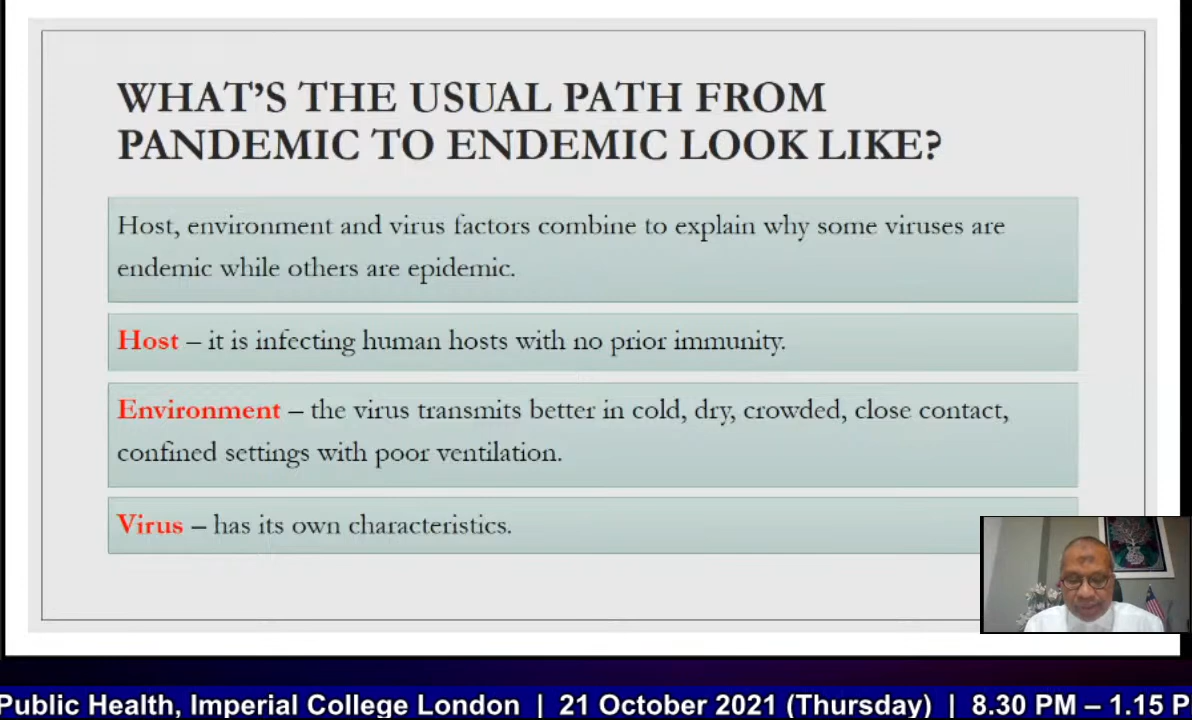 WHAT'S THE USUAL PATH FROM
PANDEMIC TO ENDEMIC LOOK LIKE?
Host, environment and virus factors combine to explain why some viruses are
endemic while others are epidemic.
Host – it is infecting human hosts with no prior immunity.
Environment – the virus transmits better in cold, dry, crowded, close contact,
confined settings with poor ventilation.
Virus – has its own characteristics.
Public Health, Imperial College London | 21 October 2021 (Thursday) | 8.30 PM – 1.15 P